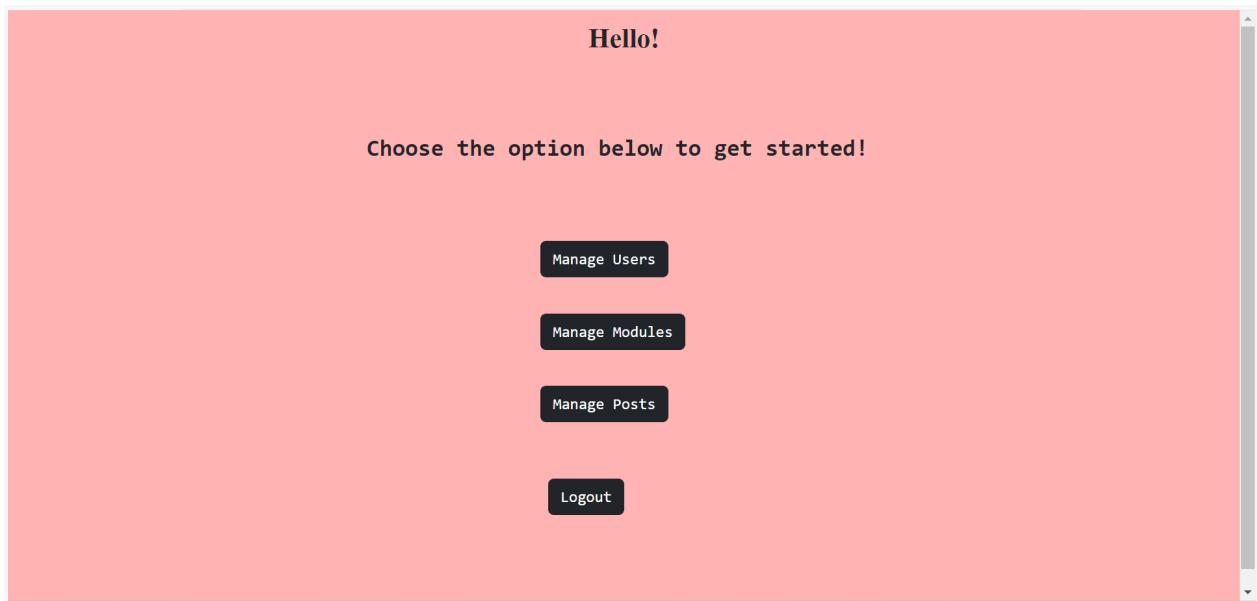 Hello!
Choose the option below to get started!
Manage Users
Manage Modules
Manage Posts
Logout